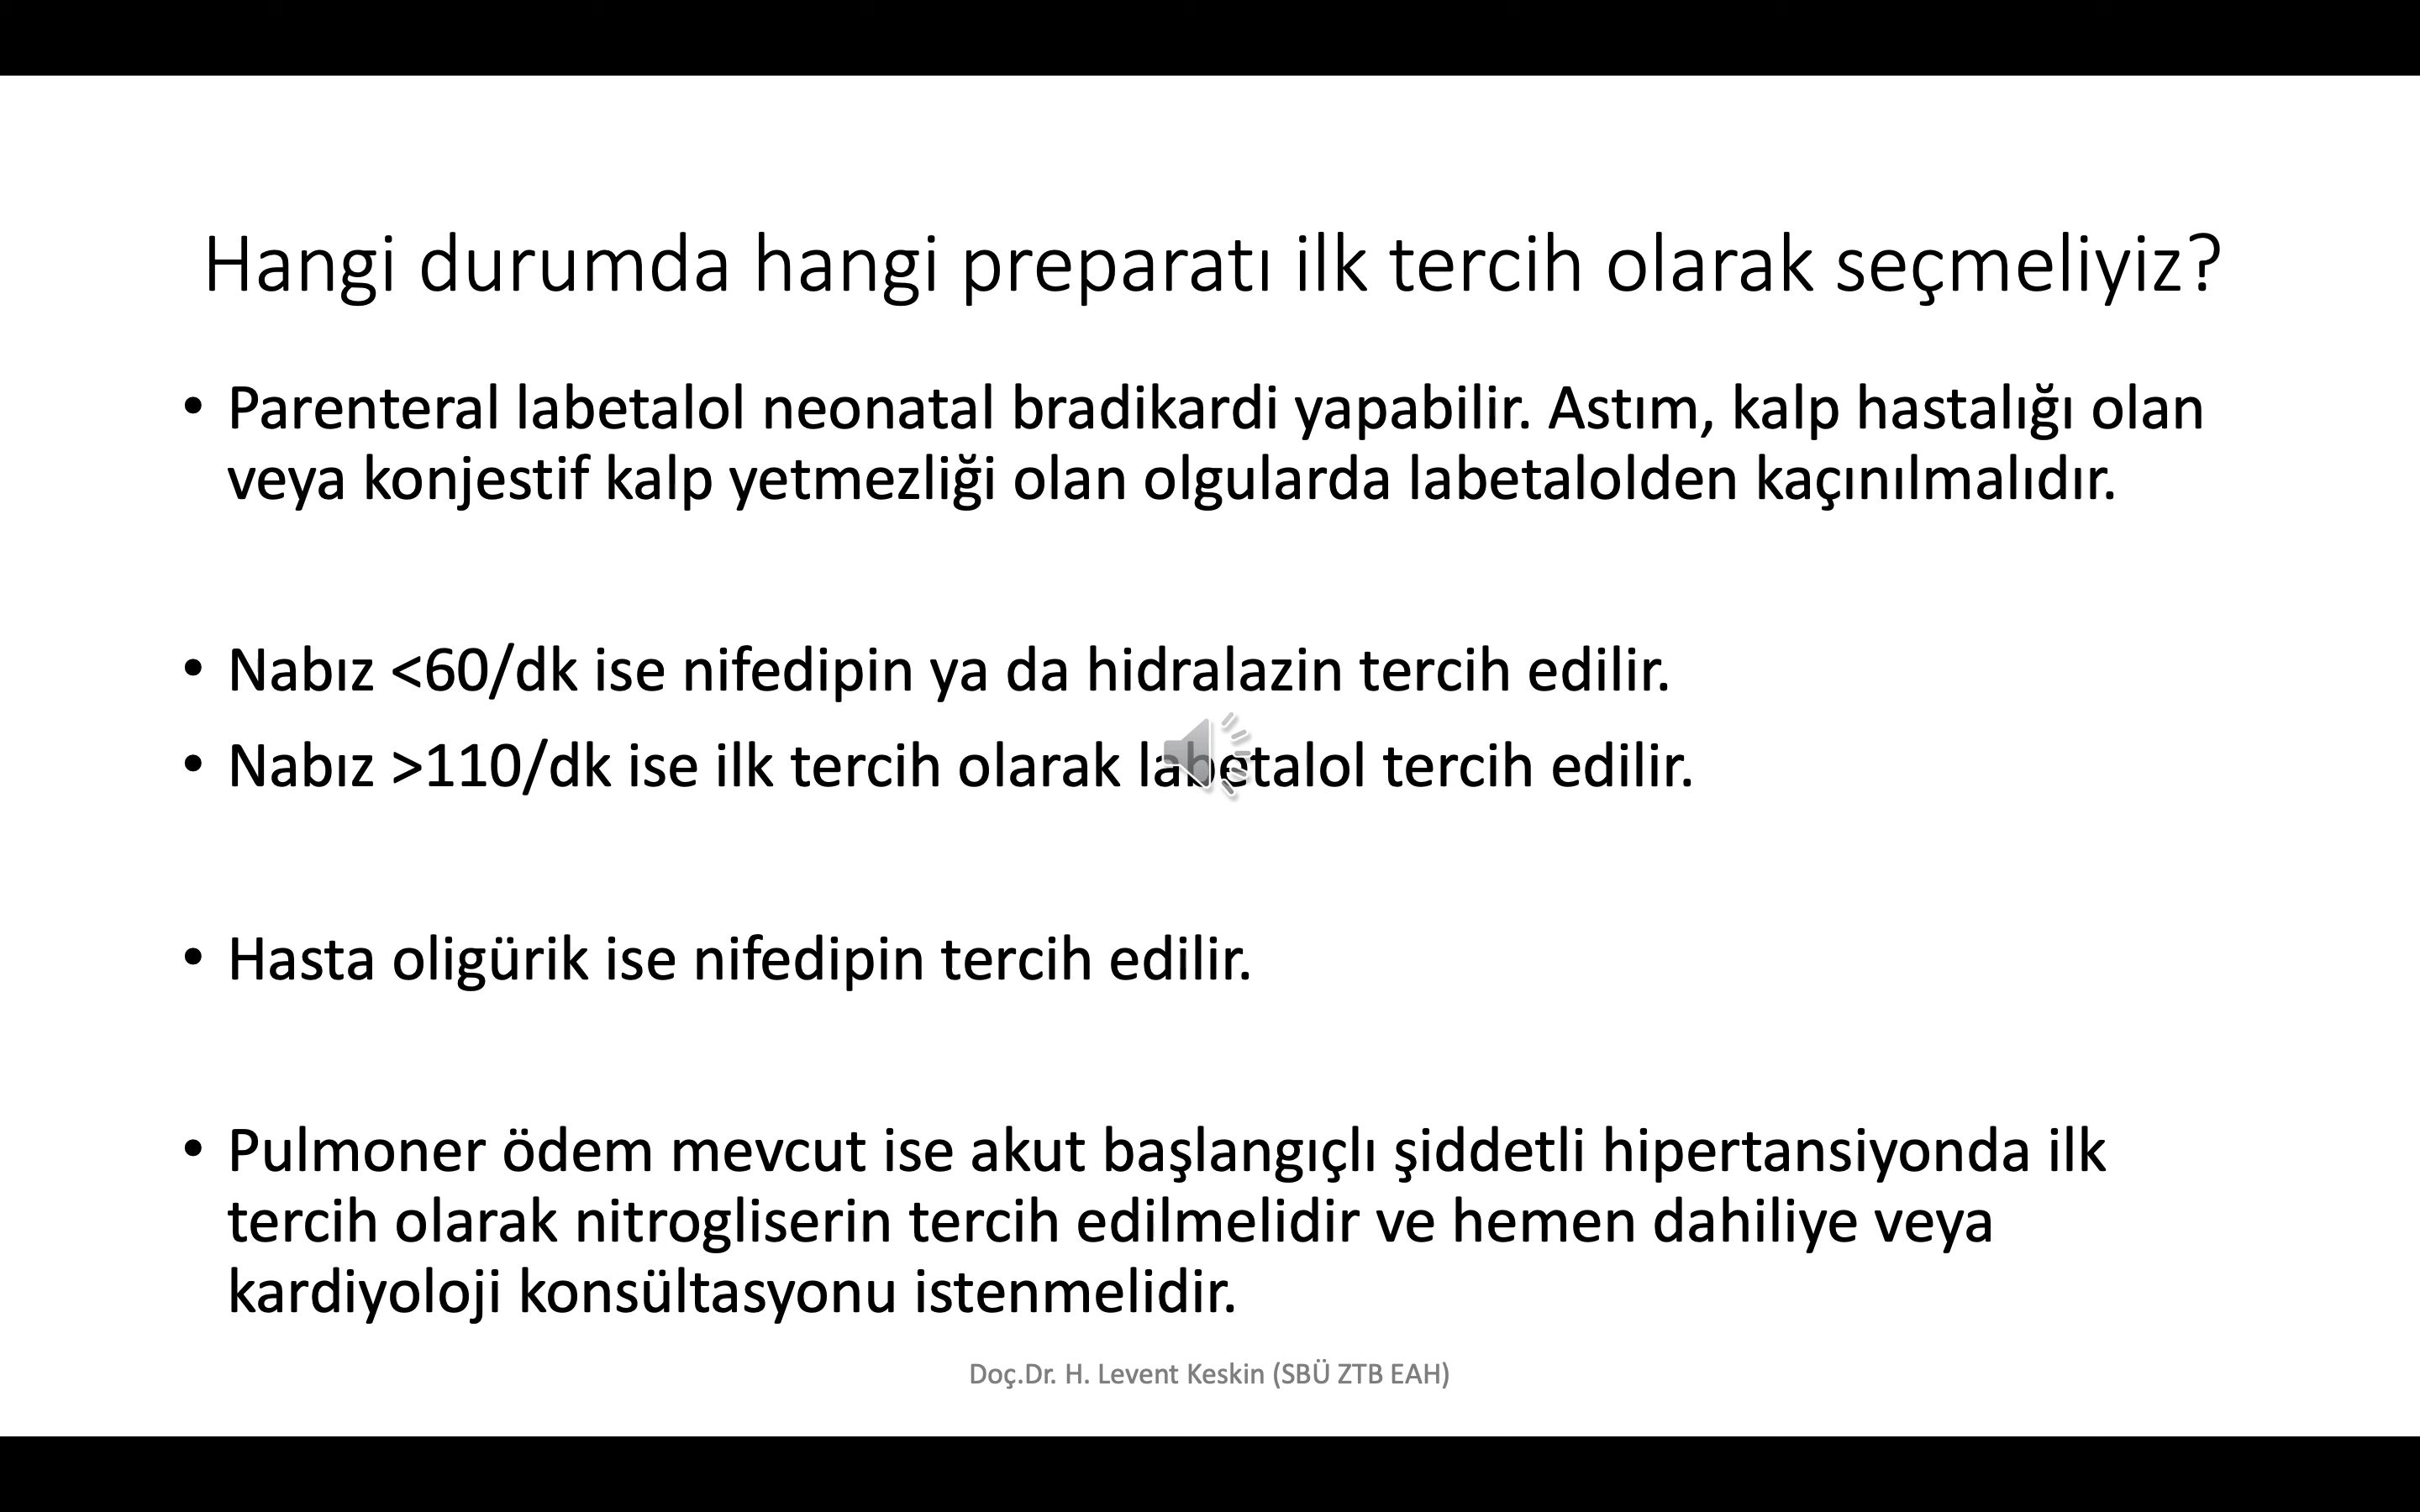 Hangi durumda hangi preparatı ilk tercih olarak seçmeliyiz?
• Parenteral labetalol neonatal bradikardi yapabilir. Astım, kalp hastalığı olan
veya konjestif kalp yetmezliği olan olgularda labetalolden kaçınılmalıdır.
• Nabız <60/dk ise nifedipin ya da hidralazin tercih edilir.
• Nabız >110/dk ise ilk tercih olarak labetalol tercih edilir.
• Hasta oligürik ise nifedipin tercih edilir.
• Pulmoner ödem mevcut ise akut başlangıçlı şiddetli hipertansiyonda ilk
tercih olarak nitrogliserin tercih edilmelidir ve hemen dahiliye veya
kardiyoloji konsültasyonu istenmelidir.
Doç.Dr. H. Levent Keskin (SBÜ ZTB EAH)